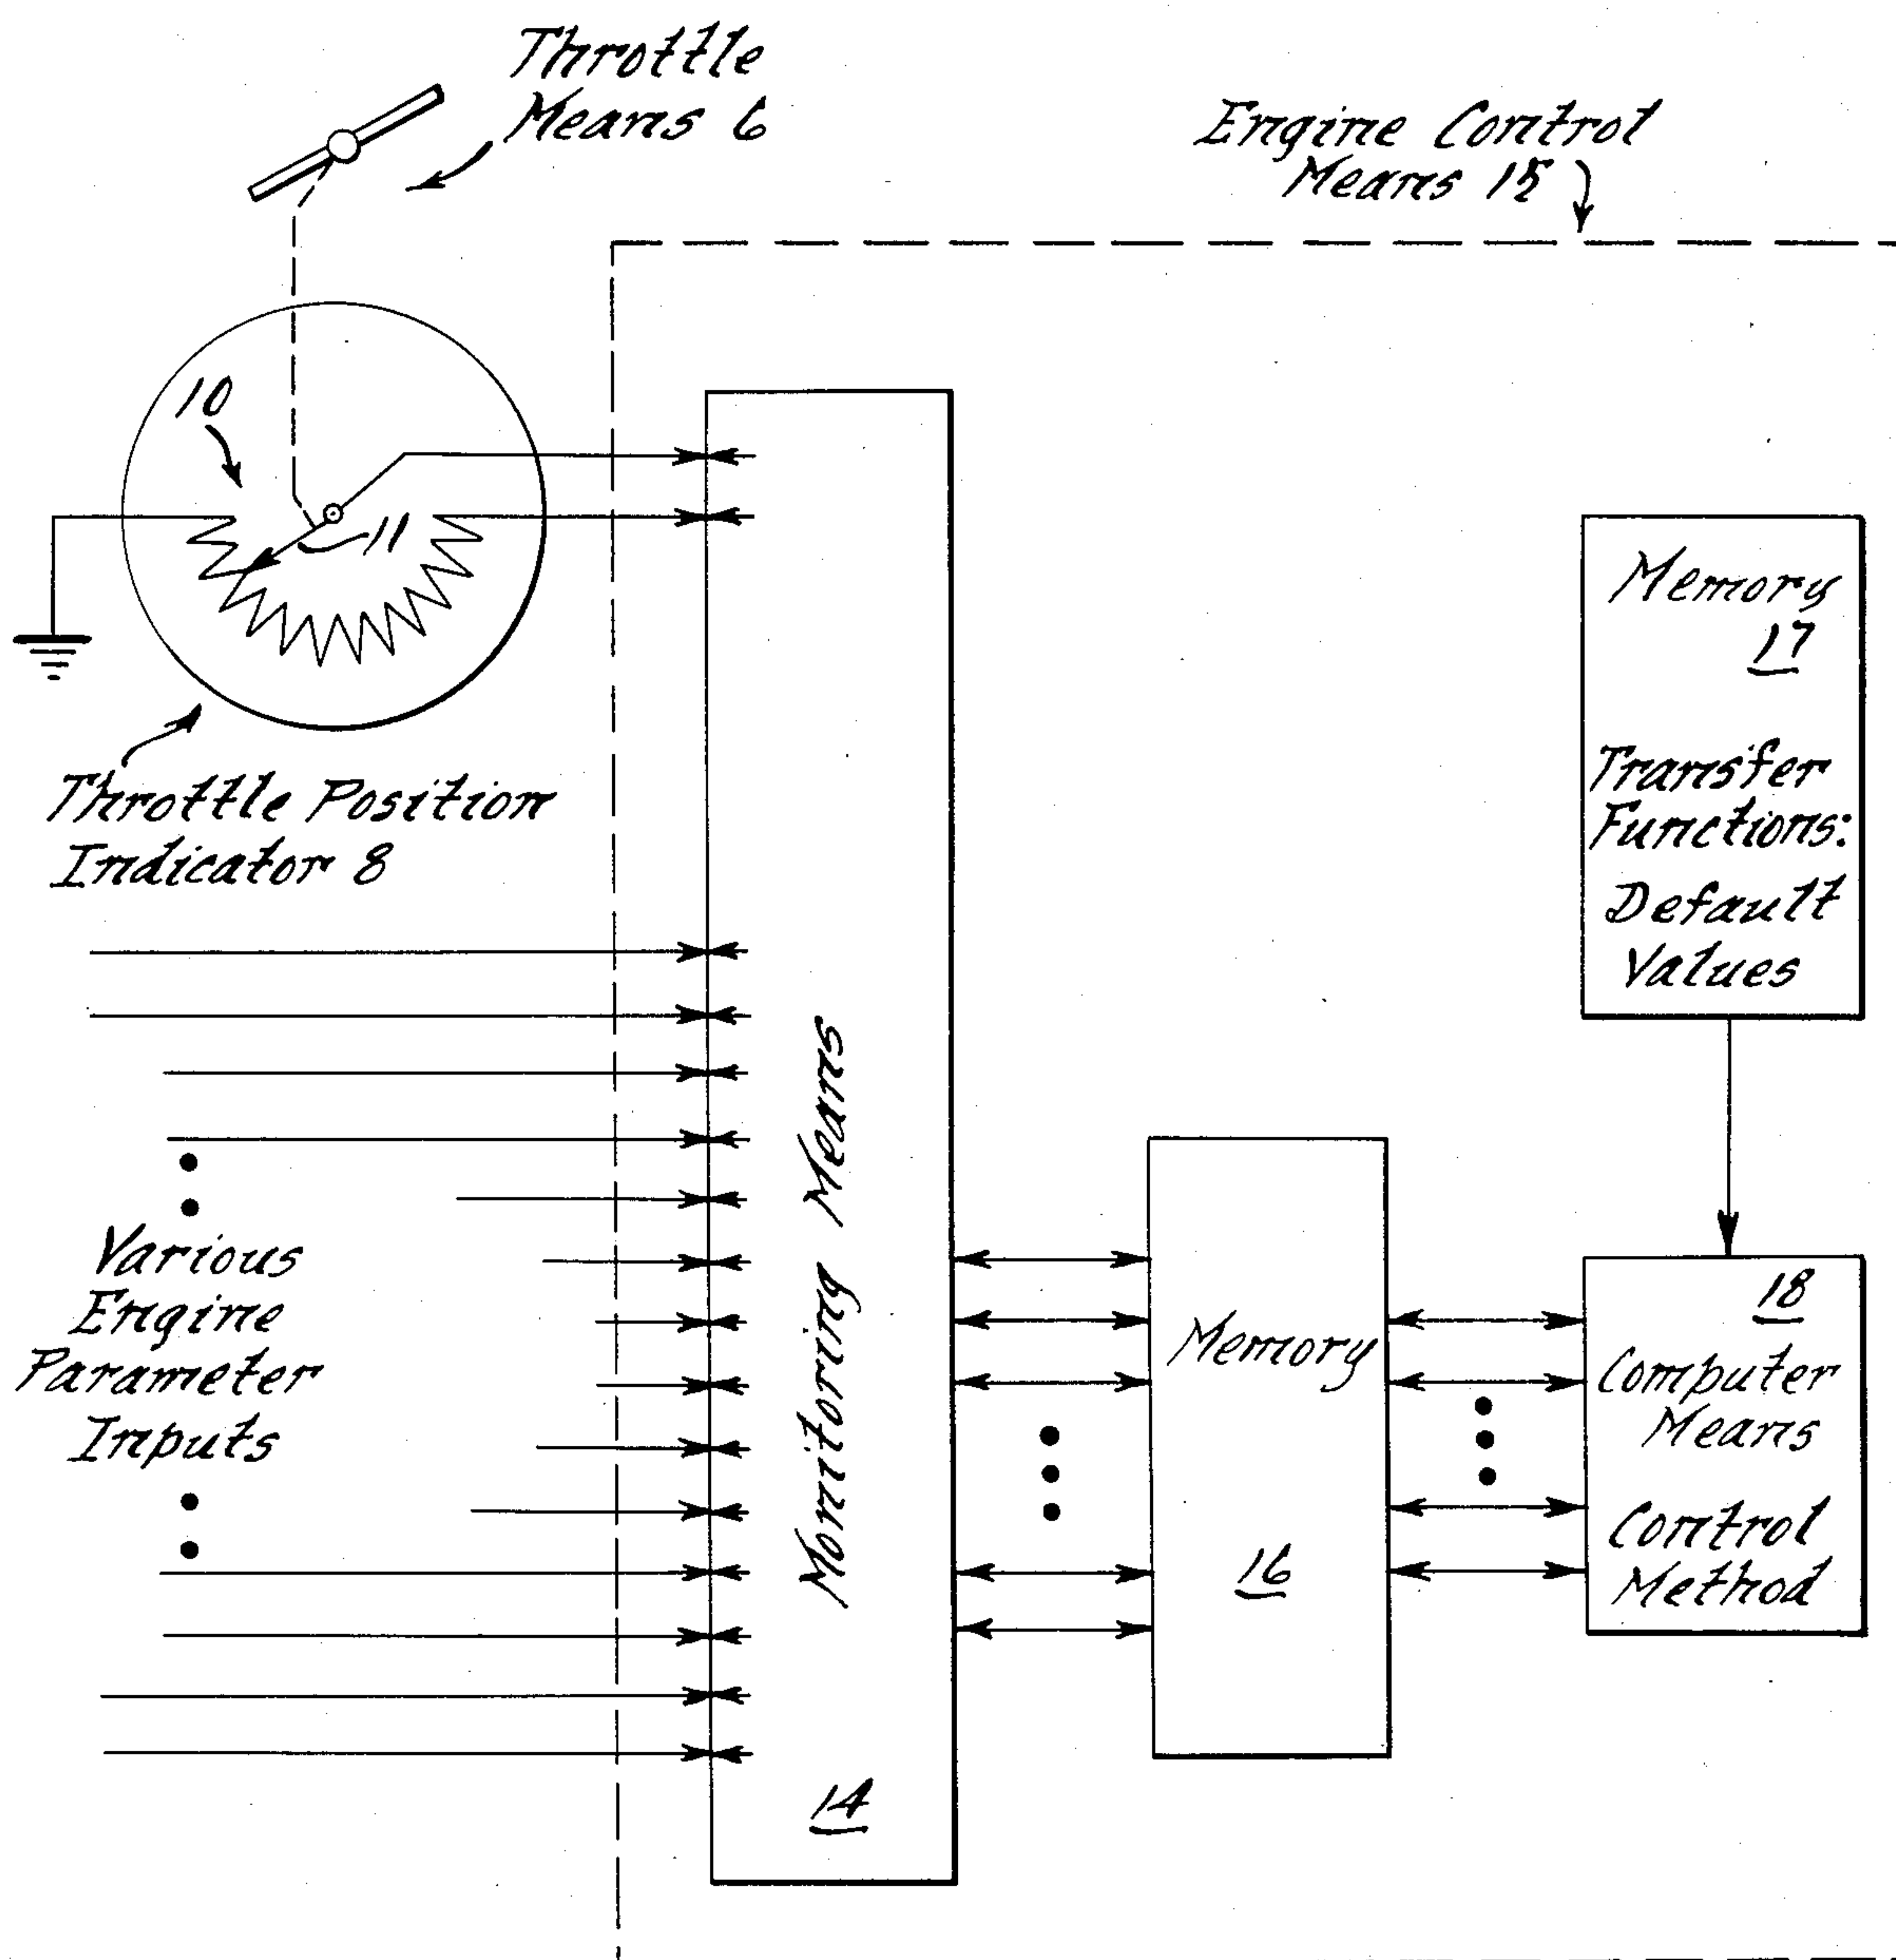 Throttle
Means 6
Engine Control
Means 15
10
11
Throttle Position
Indicator 8
Memory
17
Transfer
Functions:
Default
Values
Various
Engine
Parameter
Inputs
Monitoring Means
14
Memory
16
18
Computer
Means
Control
Method